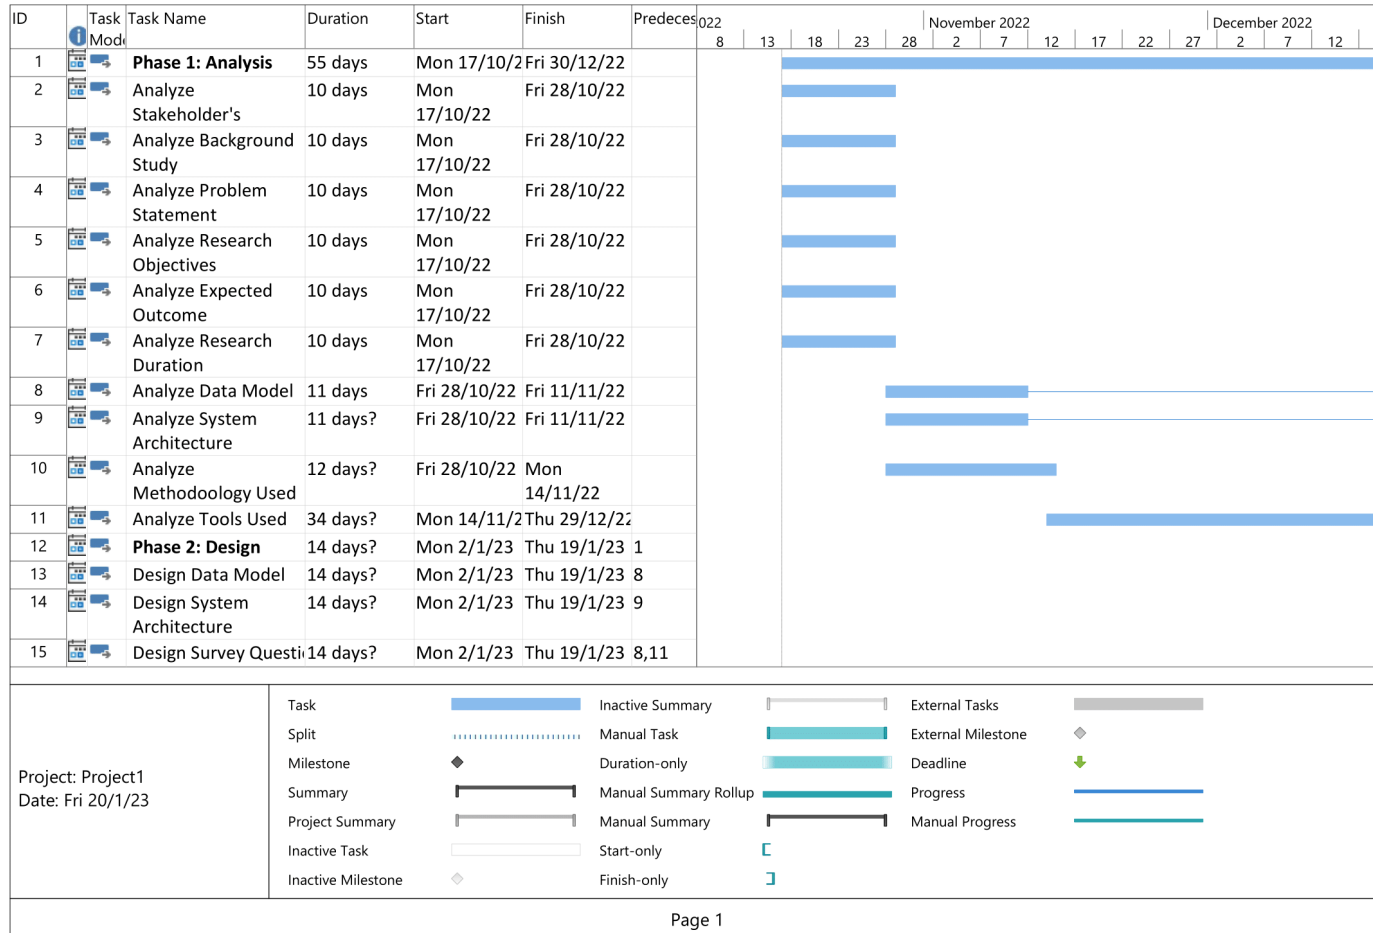 ID Task Mode Task Name Duration Start Finish Predeces 022 November 2022 December 2022
8 13 18 23 28 2 7 12 17 22 27 2 7 12
1 Phase 1: Analysis 55 days Mon 17/10/2 Fri 30/12/22
2 Analyze Stakeholder's 10 days Mon 17/10/22 Fri 28/10/22
3 Analyze Background Study 10 days Mon 17/10/22 Fri 28/10/22
4 Analyze Problem Statement 10 days Mon 17/10/22 Fri 28/10/22
5 Analyze Research Objectives 10 days Mon 17/10/22 Fri 28/10/22
6 Analyze Expected Outcome 10 days Mon 17/10/22 Fri 28/10/22
7 Analyze Research Duration 10 days Mon 17/10/22 Fri 28/10/22
8 Analyze Data Model 11 days Fri 28/10/22 Fri 11/11/22
9 Analyze System Architecture 11 days? Fri 28/10/22 Fri 11/11/22
10 Analyze Methodoology Used 12 days? Fri 28/10/22 Mon 14/11/22
11 Analyze Tools Used 34 days? Mon 14/11/2 Thu 29/12/22
12 Phase 2: Design 14 days? Mon 2/1/23 Thu 19/1/23 1
13 Design Data Model 14 days? Mon 2/1/23 Thu 19/1/23 8
14 Design System Architecture 14 days? Mon 2/1/23 Thu 19/1/23 9
15 Design Survey Questi 14 days? Mon 2/1/23 Thu 19/1/23 8,11
Project: Project1
Date: Fri 20/1/23
Task Inactive Summary External Tasks
Split Manual Task External Milestone
Milestone Duration-only Deadline
Summary Manual Summary Rollup Progress
Project Summary Manual Summary Manual Progress
Inactive Task Start-only
Inactive Milestone Finish-only
Page 1